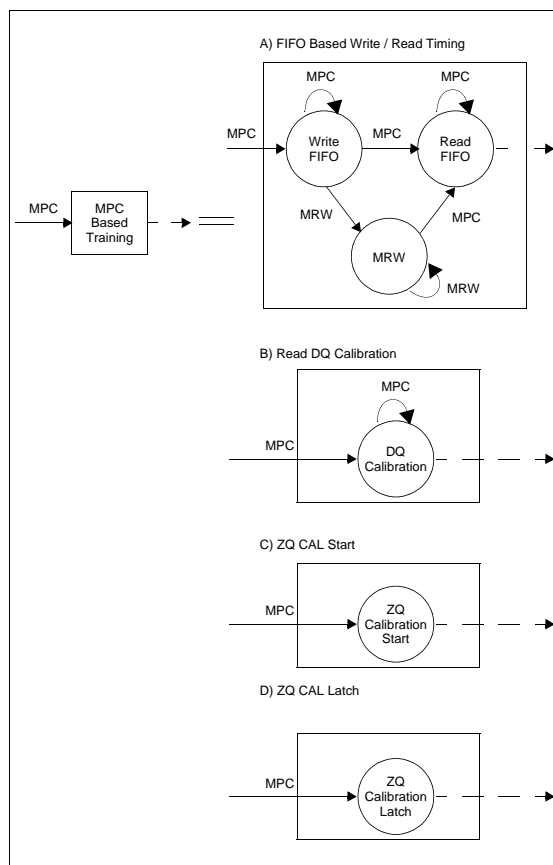 A) FIFO Based Write / Read Timing
MPC
MPC
MPC
Write
FIFO
MPC
Read
FIFO
MRW
MPC
MRW
MRW
MPC
MPC
Based
Training
B) Read DQ Calibration
MPC
MPC
DQ
Calibration
C) ZQ CAL Start
MPC
ZQ
Calibration
Start
D) ZQ CAL Latch
MPC
ZQ
Calibration
Latch